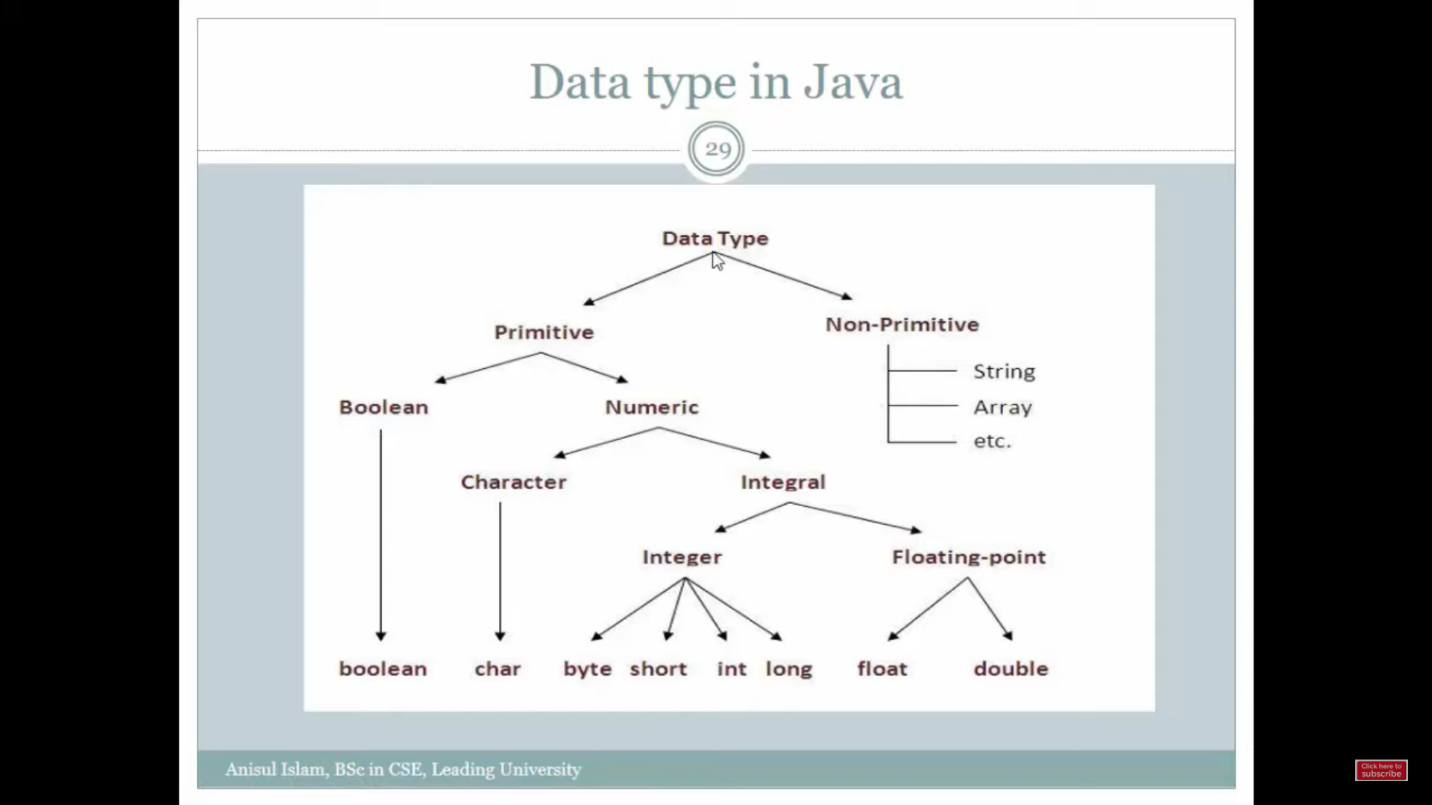 Data type in Java
29
Data Type
Primitive
Non-Primitive
String
Array
etc.
Boolean
Numeric
Character
Integral
Integer
Floating-point
boolean char byte short int long float double
Anisul Islam, BSc in CSE, Leading University
Click here to
subscribe